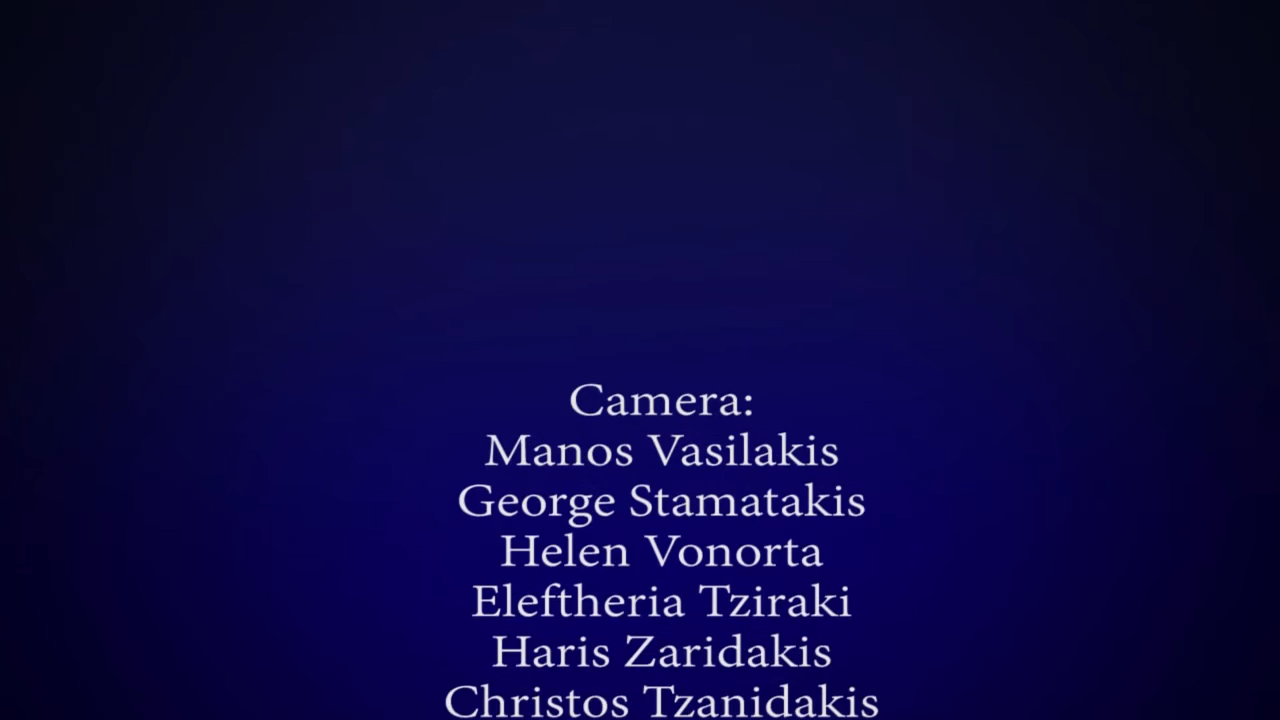 Camera:
Manos Vasilakis
George Stamatakis
Helen Vonorta
Eleftheria Tziraki
Haris Zaridakis
Christos Tzanidakis